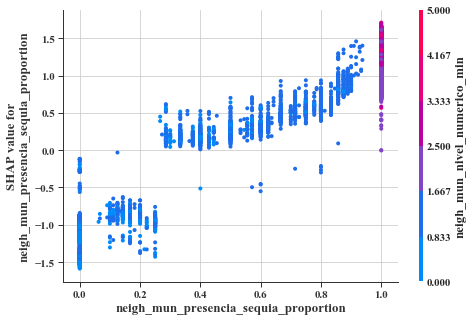 SHAP value for
neigh_mun_presencia_sequia_proportion
1.5
1.0
0.5
0.0
−0.5
−1.0
−1.5
0.0 0.2 0.4 0.6 0.8 1.0
neigh_mun_presencia_sequia_proportion
5.000
4.167
3.333
2.500
1.667
0.833
0.000
neigh_mun_nivel_numerico_min